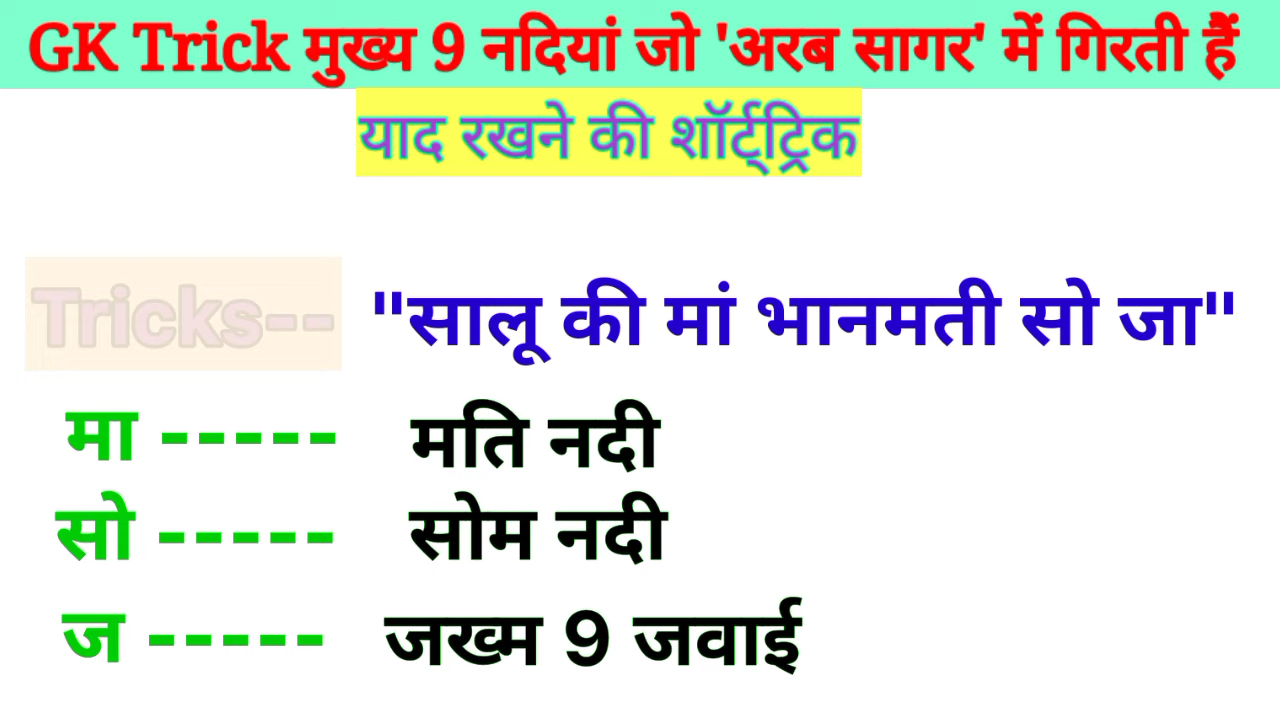 GK Trick मुख्य 9 नदियां जो 'अरब सागर' में गिरती हैं
याद रखने की शॉर्ट्ट्रिक
Tricks-- "सालू की मां भानमती सो जा"
मा ----- मति नदी
सो ----- सोम नदी
ज ----- जख्म 9 जवाई